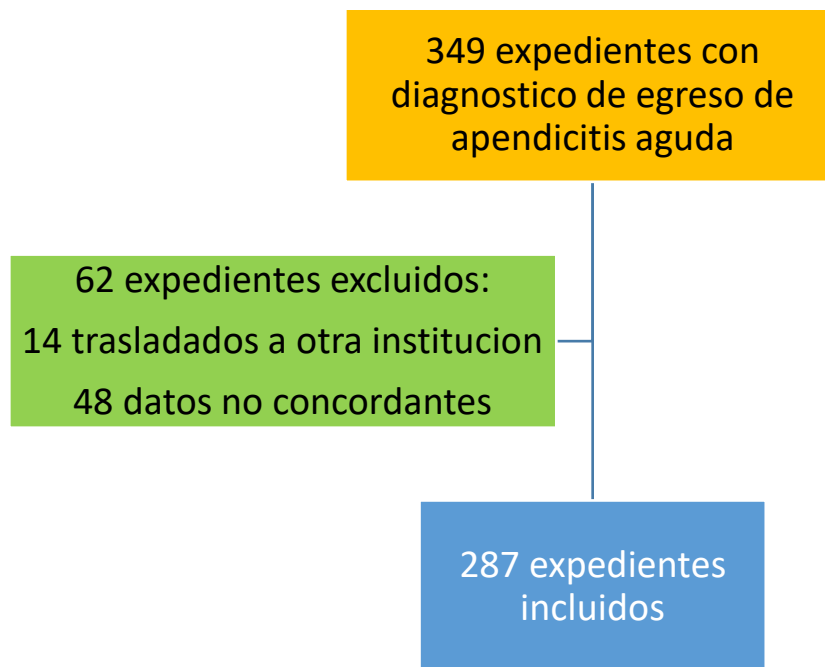 349 expedientes con
diagnostico de egreso de
apendicitis aguda
62 expedientes excluidos:
14 trasladados a otra institucion
48 datos no concordantes
287 expedientes
incluidos